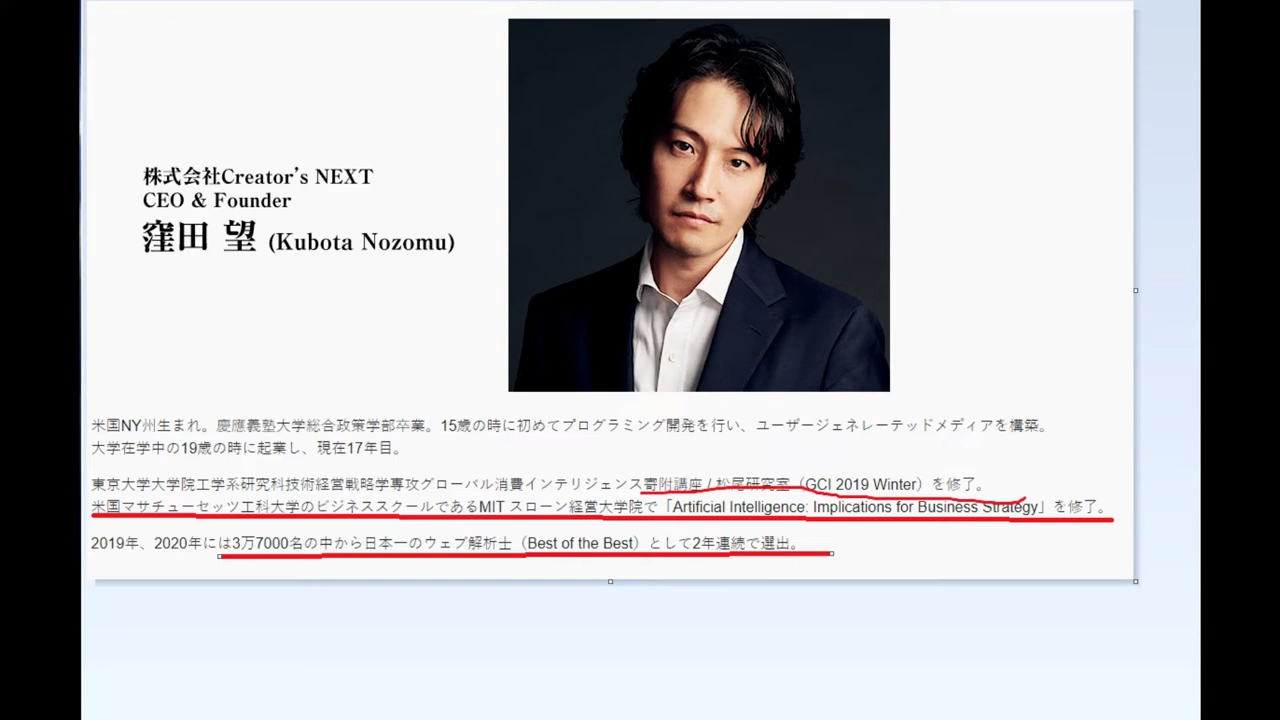 株式会社Creator's NEXT
CEO & Founder
窪田 望 (Kubota Nozomu)
米国NY州生まれ。慶應義塾大学総合政策学部卒業。15歳の時に初めてプログラミング開発を行い、ユーザージェネレーテッドメディアを構築。
大学在学中の19歳の時に起業し、現在17年目。
東京大学大学院工学系研究科技術経営戦略学専攻グローバル消費インテリジェンス寄附講座 / 松尾研究室（GCI 2019 Winter）を修了。
米国マサチューセッツ工科大学のビジネススクールであるMIT スローン経営大学院で「Artificial Intelligence: Implications for Business Strategy」を修了。
2019年、2020年には3万7000名の中から日本一のウェブ解析士（Best of the Best）として2年連続で選出。